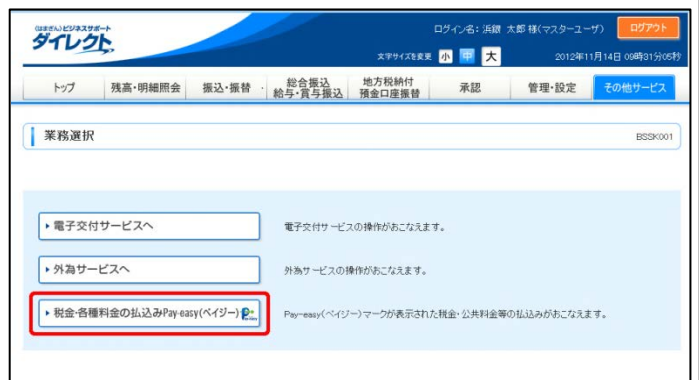 〈はまぎん〉ビジネスサポート
ダイレクト
ログイン名: 浜銀 太郎 様(マスターユーザ)
ログアウト
文字サイズを変更 小 中 大
2012年11月14日 09時31分05秒
トップ
残高・明細照会
振込・振替
総合振込
給与・賞与振込
地方税納付
預金口座振替
承認
管理・設定
その他サービス
業務選択
BSSK001
電子交付サービスへ
電子交付サービスの操作がおこなえます。
外為サービスへ
外為サービスの操作がおこなえます。
税金・各種料金の払込みPay-easy(ペイジー)
Pay-easy(ペイジー)マークが表示された税金・公共料金等の払込みがおこなえます。